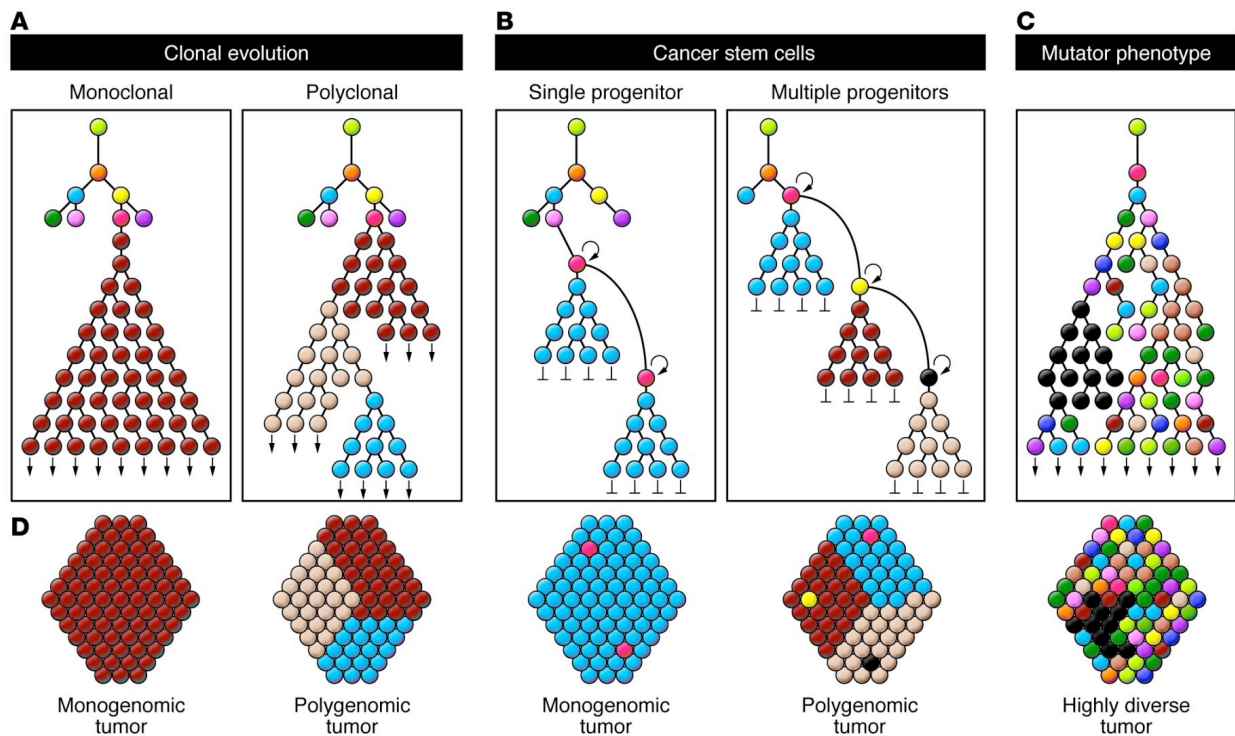 A
B
C
Clonal evolution
Cancer stem cells
Mutator phenotype
Monoclonal
Polyclonal
Single progenitor
Multiple progenitors
D
Monogenomic
tumor
Polygenomic
tumor
Monogenomic
tumor
Polygenomic
tumor
Highly diverse
tumor